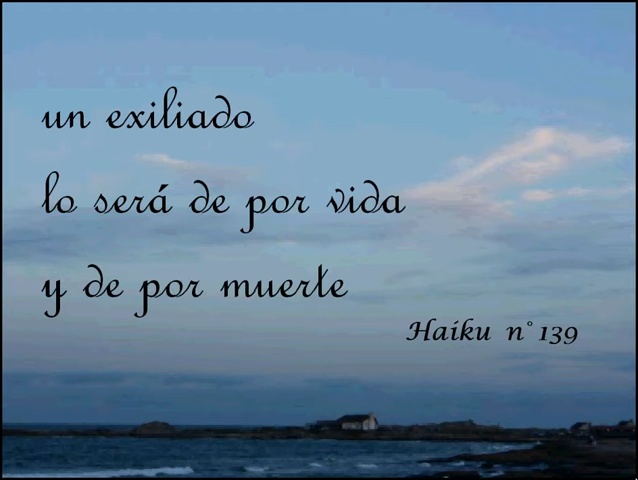 un exiliado
lo será de por vida
y de por muerte
Haiku n° 139